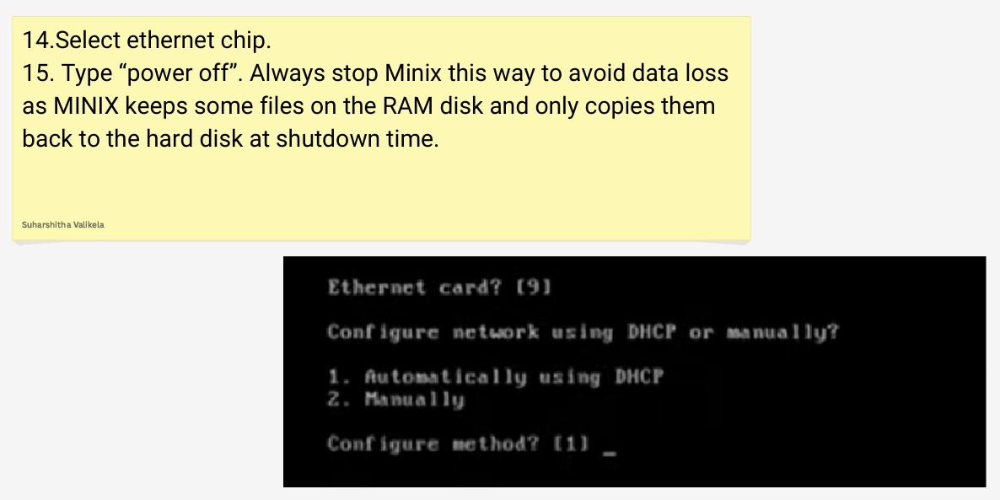 14.Select ethernet chip.
15. Type “power off”. Always stop Minix this way to avoid data loss
as MINIX keeps some files on the RAM disk and only copies them
back to the hard disk at shutdown time.
Suharshitha Valikela
Ethernet card? [9]
Configure network using DHCP or manually?
1. Automatically using DHCP
2. Manually
Configure method? [1] _